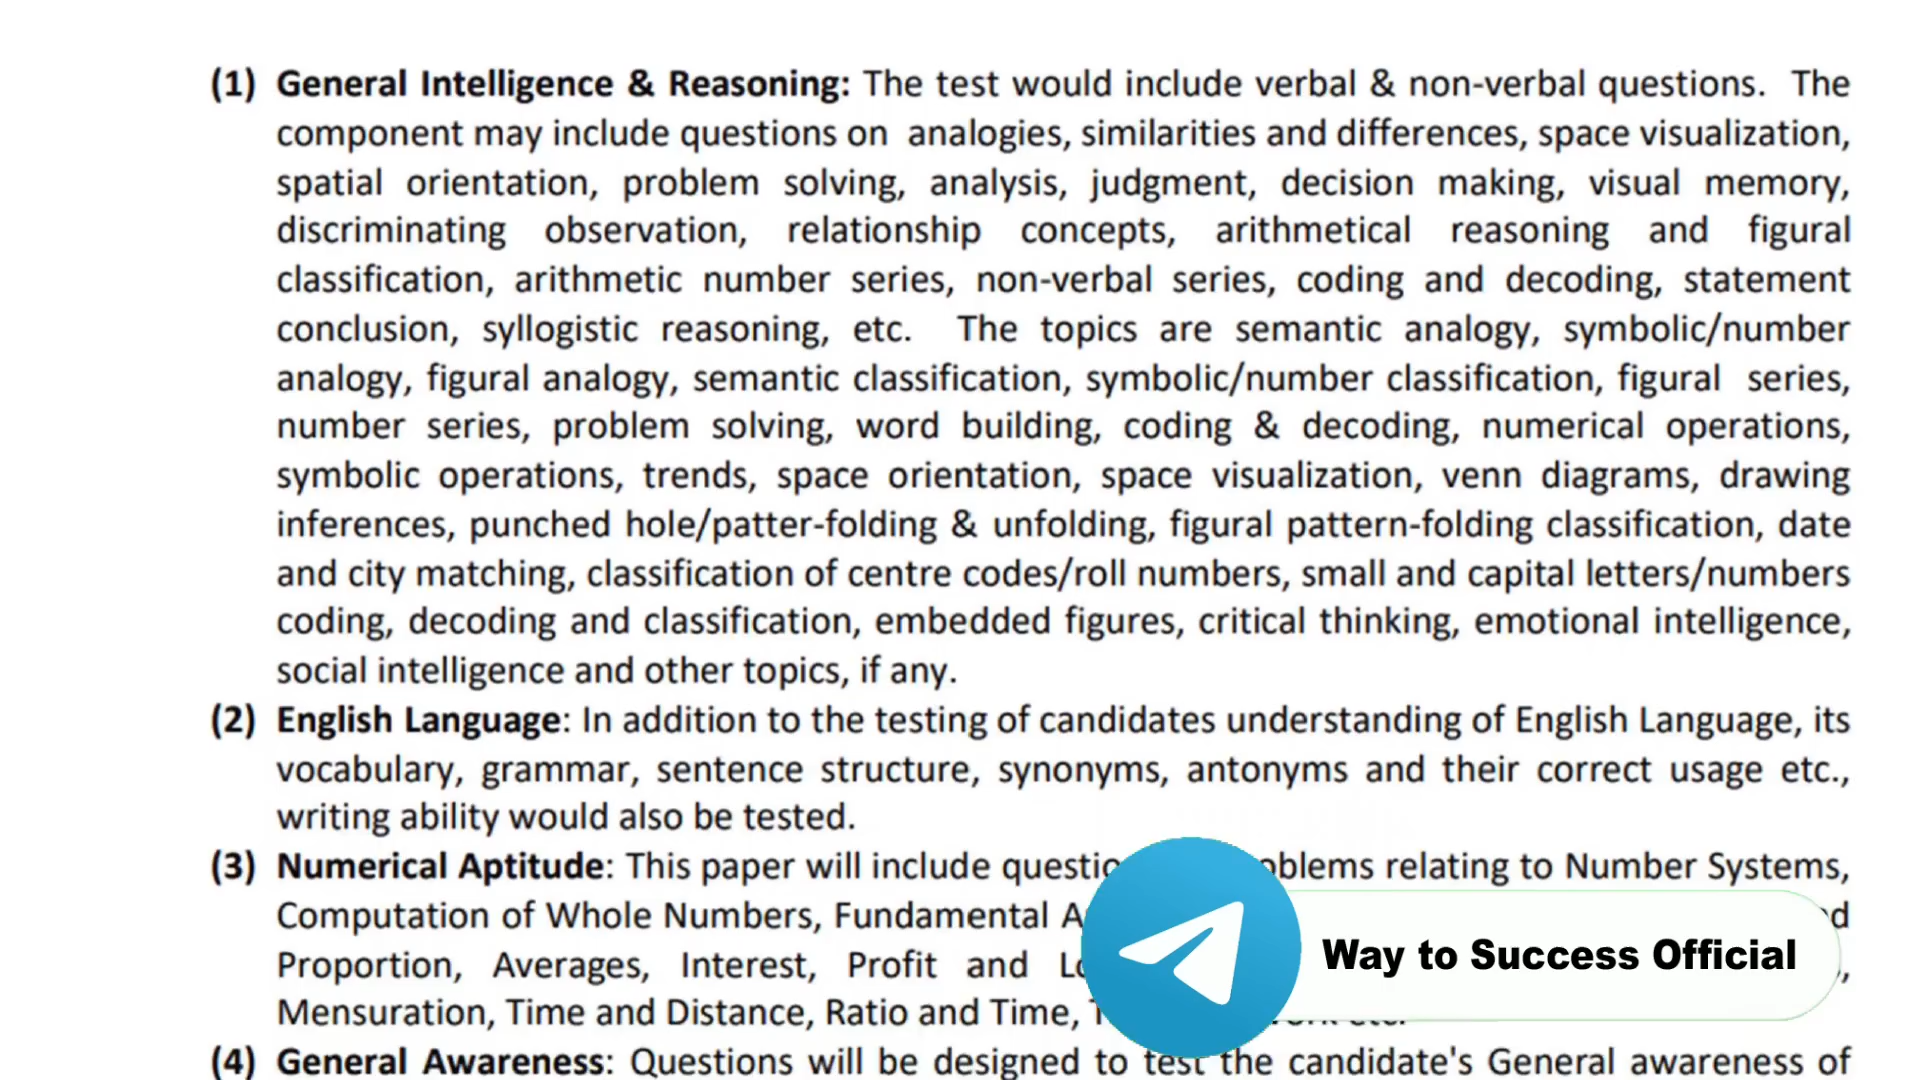 (1) General Intelligence & Reasoning: The test would include verbal & non-verbal questions. The
component may include questions on analogies, similarities and differences, space visualization,
spatial orientation, problem solving, analysis, judgment, decision making, visual memory,
discriminating observation, relationship concepts, arithmetical reasoning and figural
classification, arithmetic number series, non-verbal series, coding and decoding, statement
conclusion, syllogistic reasoning, etc. The topics are semantic analogy, symbolic/number
analogy, figural analogy, semantic classification, symbolic/number classification, figural series,
number series, problem solving, word building, coding & decoding, numerical operations,
symbolic operations, trends, space orientation, space visualization, venn diagrams, drawing
inferences, punched hole/patter-folding & unfolding, figural pattern-folding classification, date
and city matching, classification of centre codes/roll numbers, small and capital letters/numbers
coding, decoding and classification, embedded figures, critical thinking, emotional intelligence,
social intelligence and other topics, if any.
(2) English Language: In addition to the testing of candidates understanding of English Language, its
vocabulary, grammar, sentence structure, synonyms, antonyms and their correct usage etc.,
writing ability would also be tested.
(3) Numerical Aptitude: This paper will include relating to Number Systems,
Computation of Whole Numbers, Fundamental
Proportion, Averages, Interest, Profit and
Mensuration, Time and Distance, Ratio and Time,
Way to Success Official
(4) General Awareness: Questions will be designed to test the candidate's General awareness of